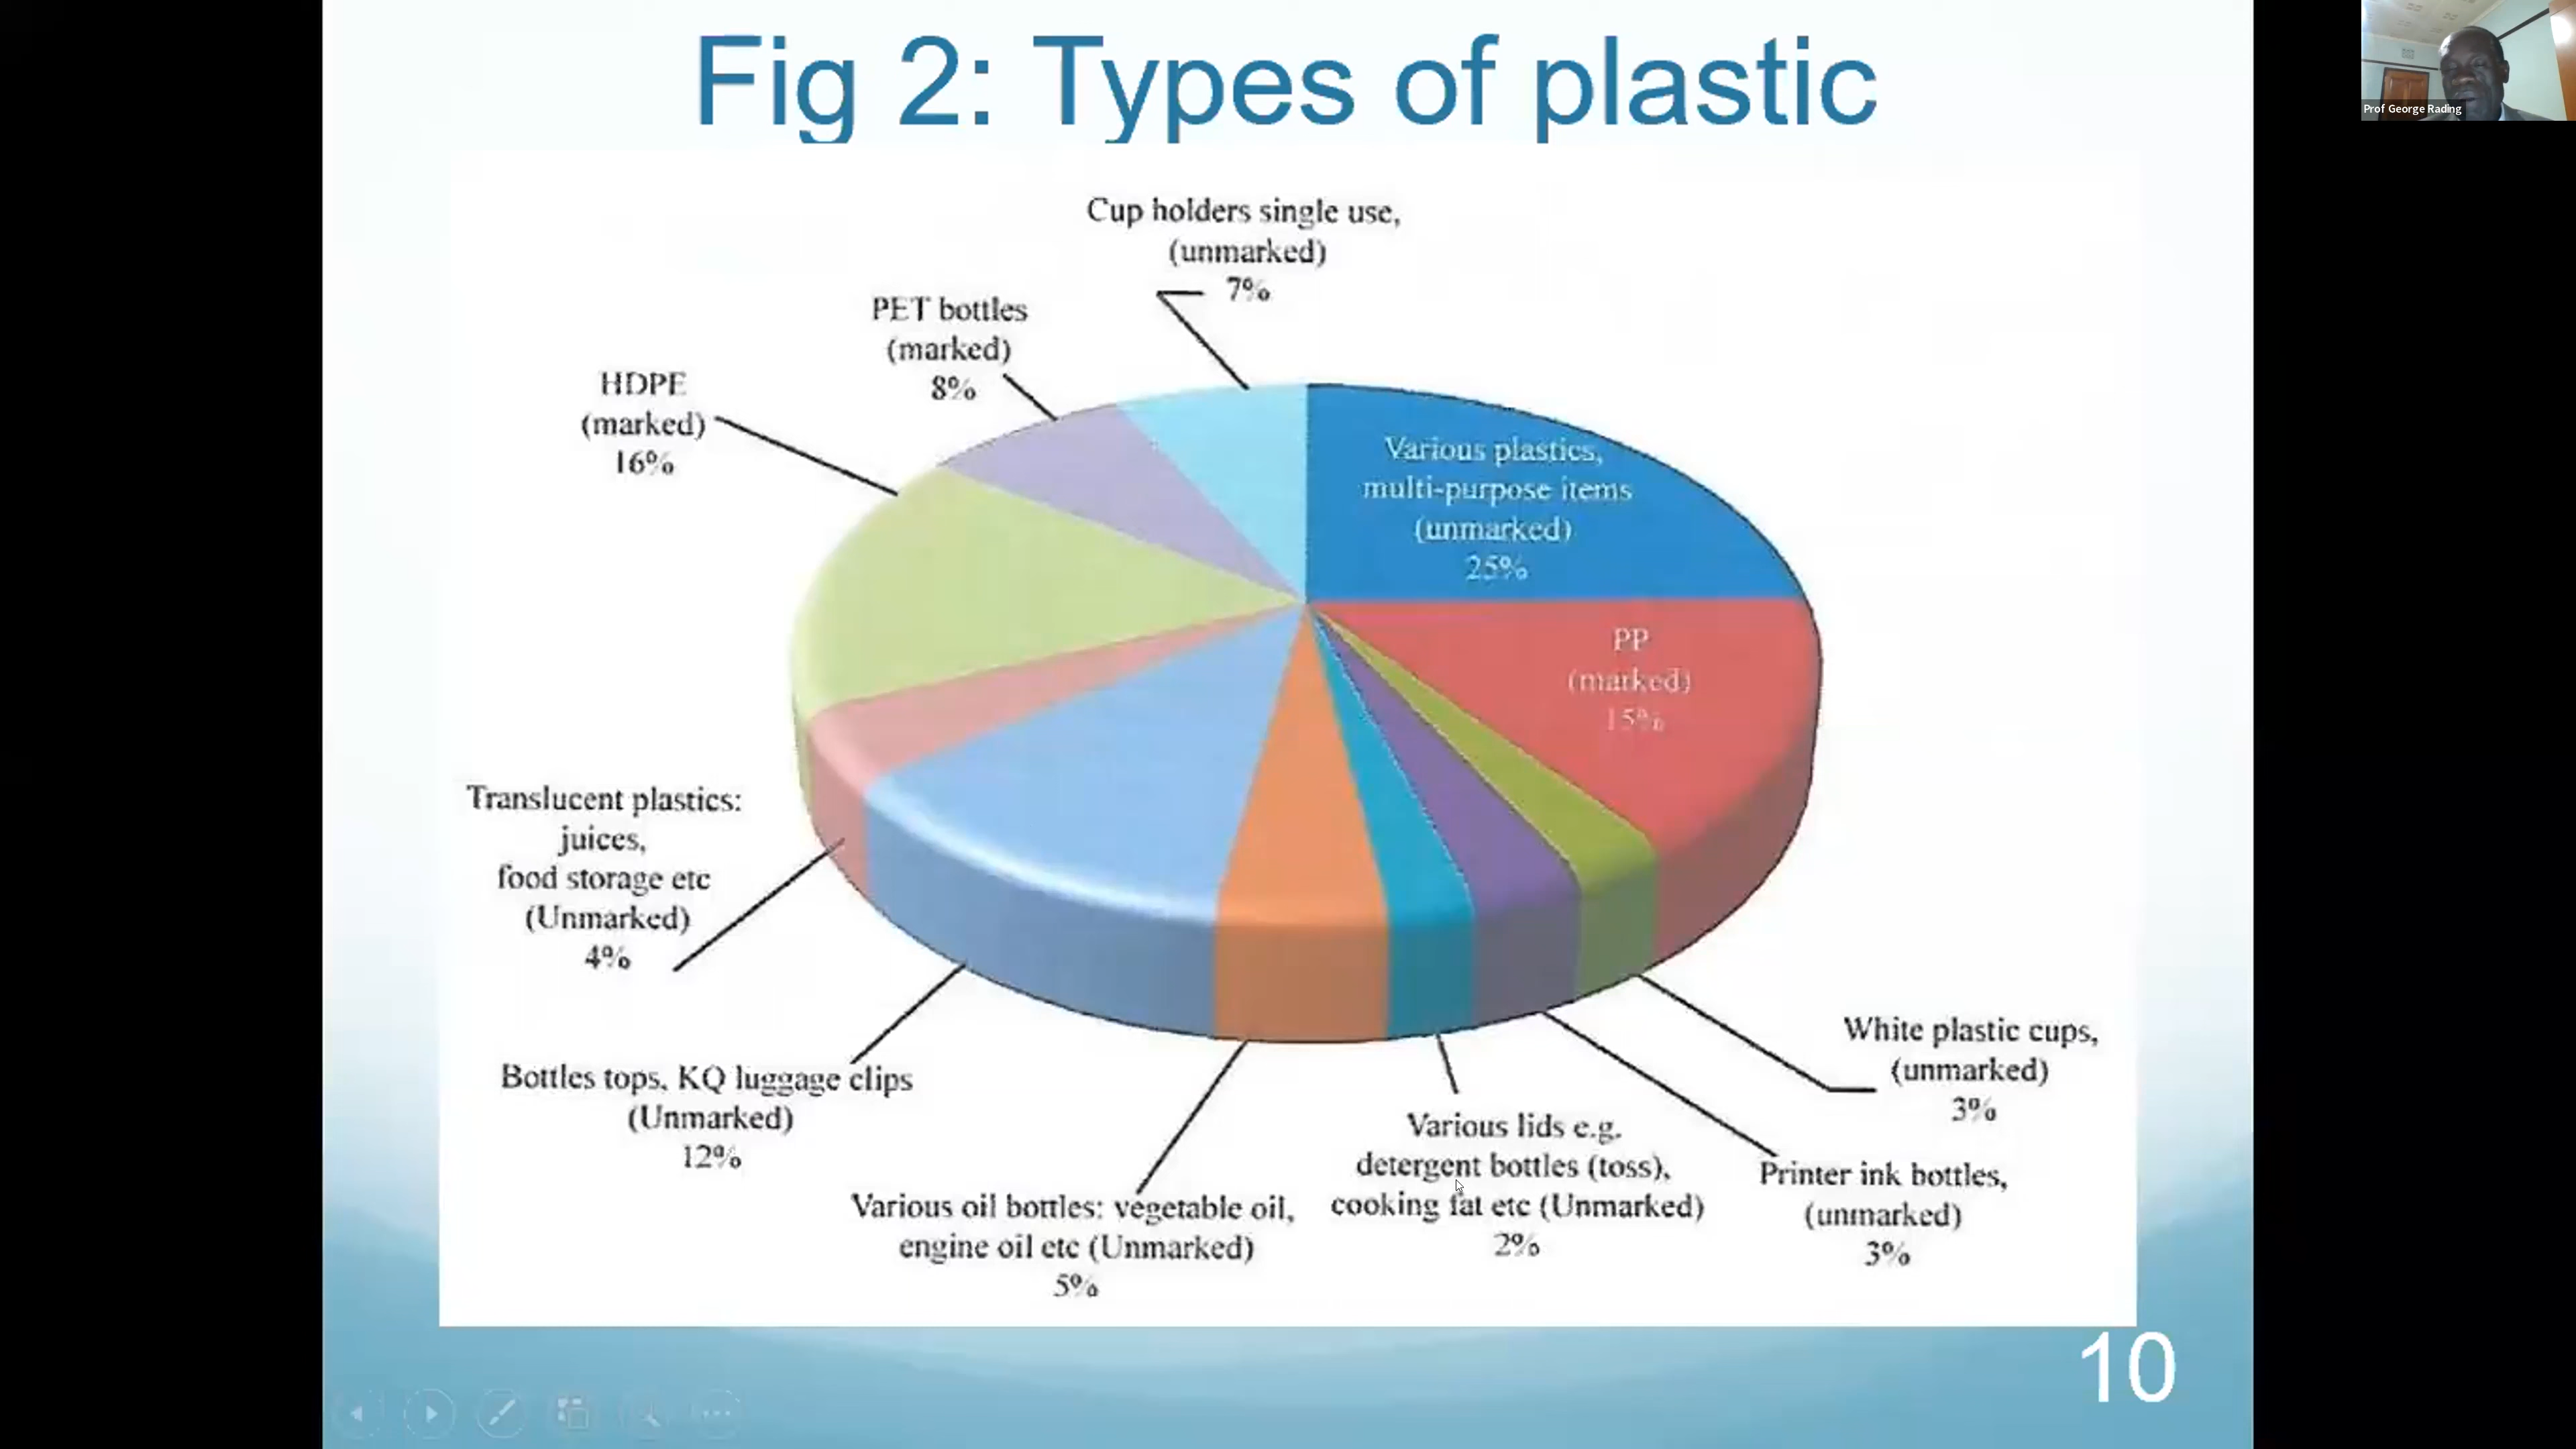 Fig 2: Types of plastic
Prof George Rading
Cup holders single use,
(unmarked)
7%
PET bottles
(marked)
8%
HDPE
(marked)
16%
Various plastics,
multi-purpose items
(unmarked)
25%
PP
(marked)
15%
Translucent plastics:
juices,
food storage etc
(Unmarked)
4%
Bottles tops, KQ luggage clips
(Unmarked)
12%
Various oil bottles: vegetable oil,
engine oil etc (Unmarked)
5%
Various lids e.g.
detergent bottles (toss),
cooking fat etc (Unmarked)
2%
White plastic cups,
(unmarked)
3%
Printer ink bottles,
(unmarked)
3%
10